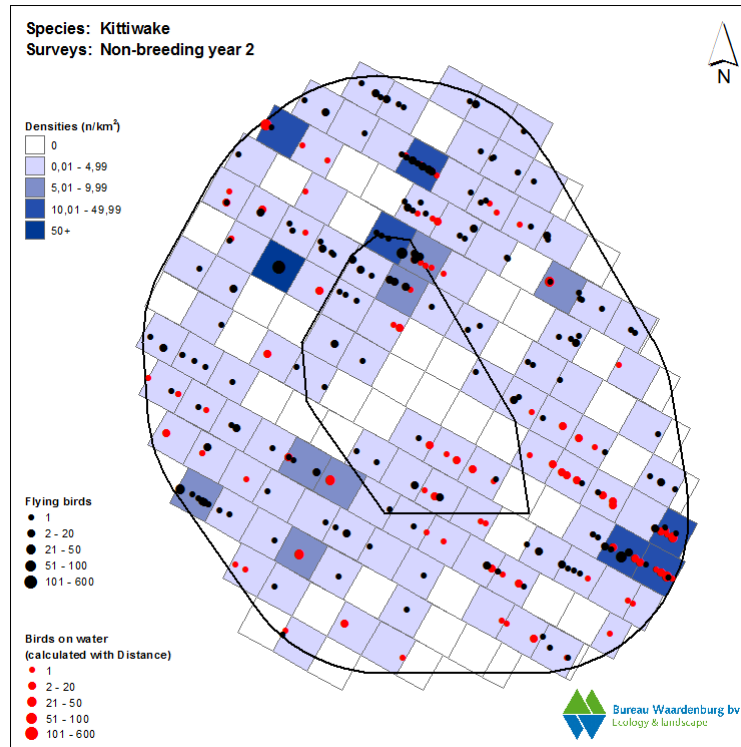 Species: Kittiwake
Surveys: Non-breeding year 2
N
Densities (n/km²)
0
0,01 - 4,99
5,01 - 9,99
10,01 - 49,99
50+
Flying birds
1
2 - 20
21 - 50
51 - 100
101 - 600
Birds on water
(calculated with Distance)
1
2 - 20
21 - 50
51 - 100
101 - 600
Bureau Waardenburg bv
Ecology & landscape